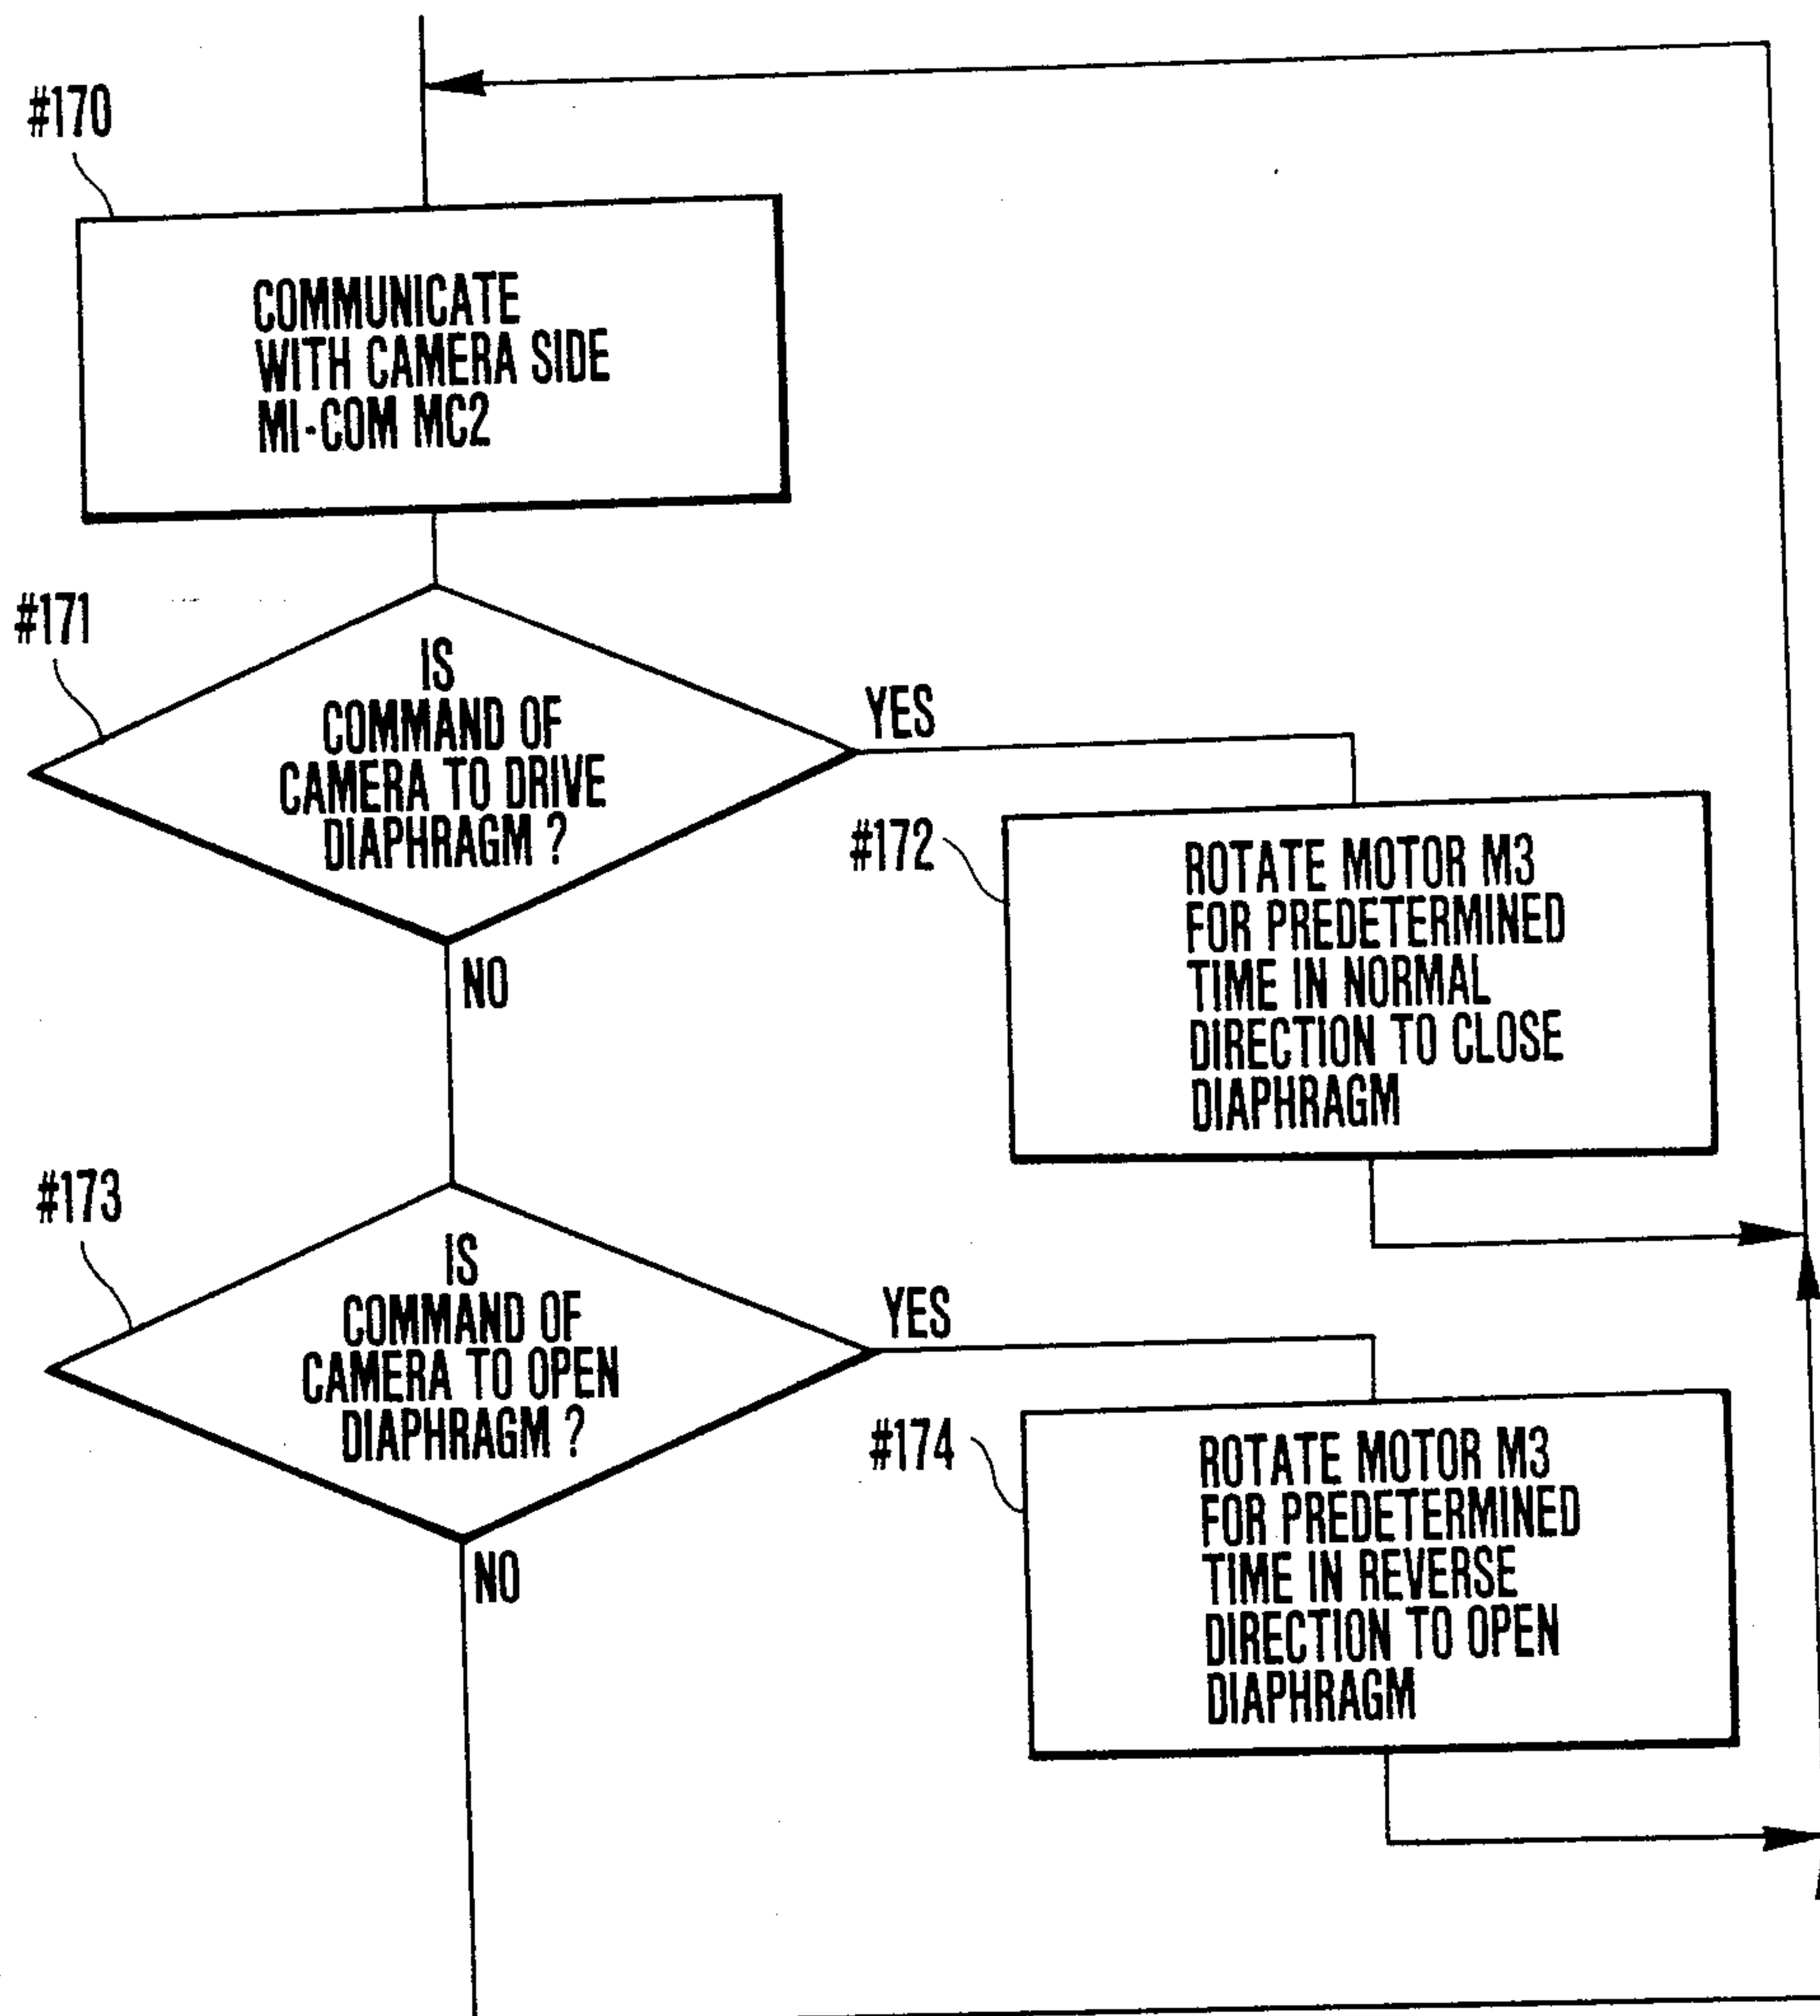 #170
COMMUNICATE
WITH CAMERA SIDE
MI-COM MC2
#171
IS
COMMAND OF
CAMERA TO DRIVE
DIAPHRAGM ?
YES
NO
#172
ROTATE MOTOR M3
FOR PREDETERMINED
TIME IN NORMAL
DIRECTION TO CLOSE
DIAPHRAGM
#173
IS
COMMAND OF
CAMERA TO OPEN
DIAPHRAGM ?
YES
NO
#174
ROTATE MOTOR M3
FOR PREDETERMINED
TIME IN REVERSE
DIRECTION TO OPEN
DIAPHRAGM